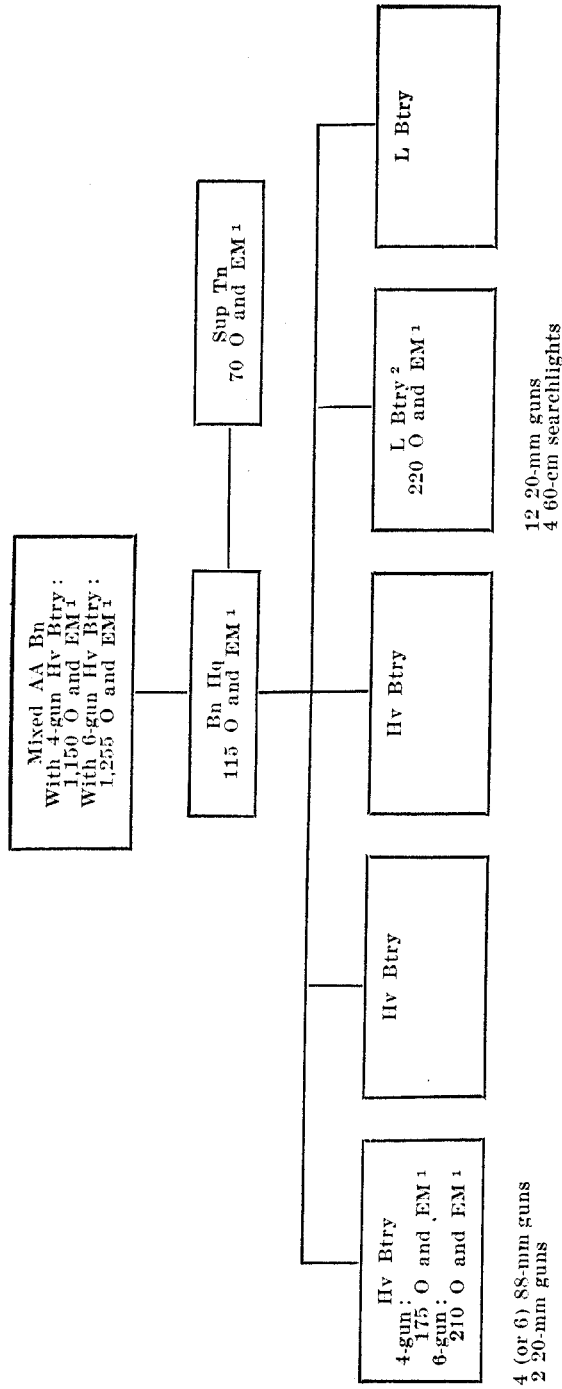 Mixed AA Bn
With 4-gun Hv Btry:
1,150 O and EM ¹
With 6-gun Hv Btry:
1,255 O and EM ¹
Bn Hq
115 O and EM ¹
Sup Tn
70 O and EM ¹
Hv Btry
4-gun:
175 O and EM ¹
6-gun:
210 O and EM ¹
4 (or 6) 88-mm guns
2 20-mm guns
Hv Btry
Hv Btry
L Btry ²
220 O and EM ¹
12 20-mm guns
4 60-cm searchlights
L Btry